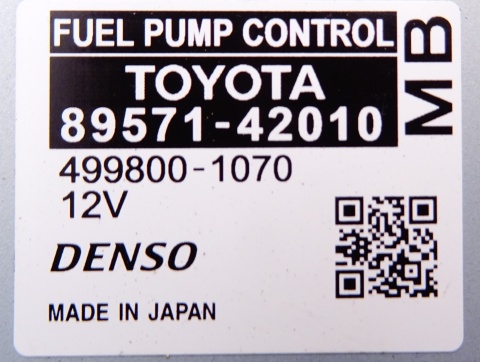 FUEL PUMP CONTROL
TOYOTA
89571-42010
MB
499800-1070
12V
DENSO
MADE IN JAPAN